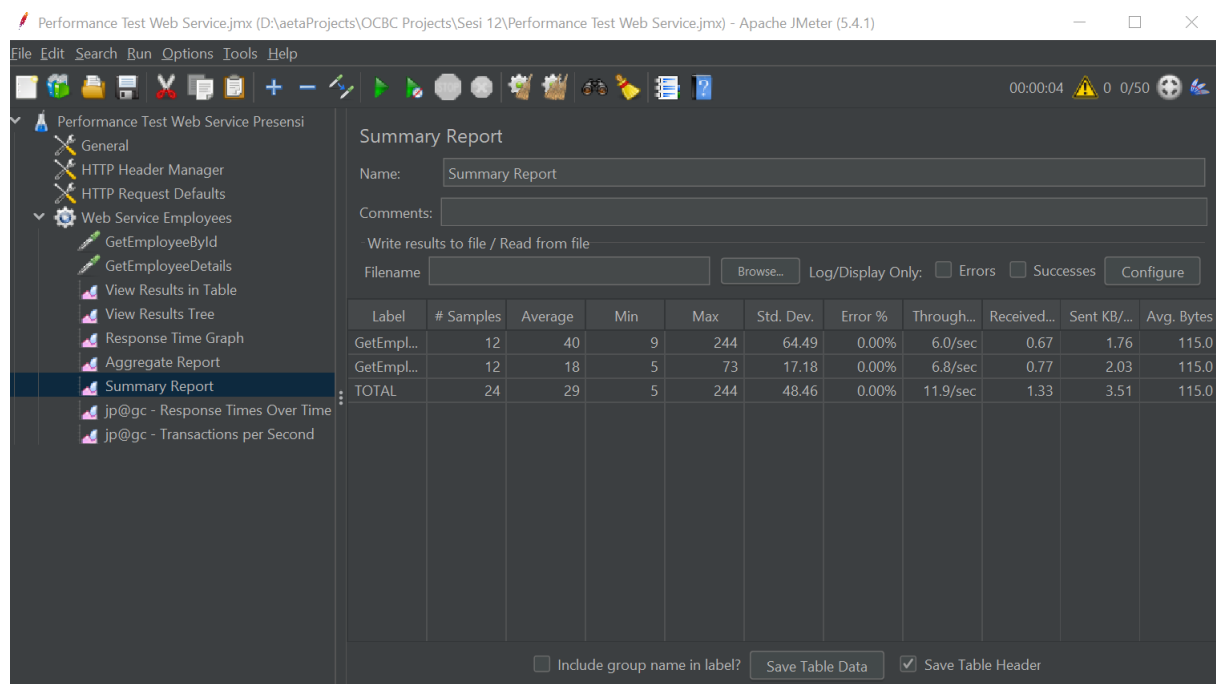 Performance Test Web Service.jmx (D:\aetaProjects\OCBC Projects\Sesi 12\Performance Test Web Service.jmx) - Apache JMeter (5.4.1)
File Edit Search Run Options Tools Help
00:00:04 0 0/50
Performance Test Web Service Presensi
General
HTTP Header Manager
HTTP Request Defaults
Web Service Employees
GetEmployeeById
GetEmployeeDetails
View Results in Table
View Results Tree
Response Time Graph
Aggregate Report
Summary Report
jp@gc - Response Times Over Time
jp@gc - Transactions per Second
Summary Report
Name: Summary Report
Comments:
Write results to file / Read from file
Filename Browse... Log/Display Only: Errors Successes Configure
Label # Samples Average Min Max Std. Dev. Error % Through... Received... Sent KB/... Avg. Bytes
GetEmpl... 12 40 9 244 64.49 0.00% 6.0/sec 0.67 1.76 115.0
GetEmpl... 12 18 5 73 17.18 0.00% 6.8/sec 0.77 2.03 115.0
TOTAL 24 29 5 244 48.46 0.00% 11.9/sec 1.33 3.51 115.0
Include group name in label? Save Table Data Save Table Header